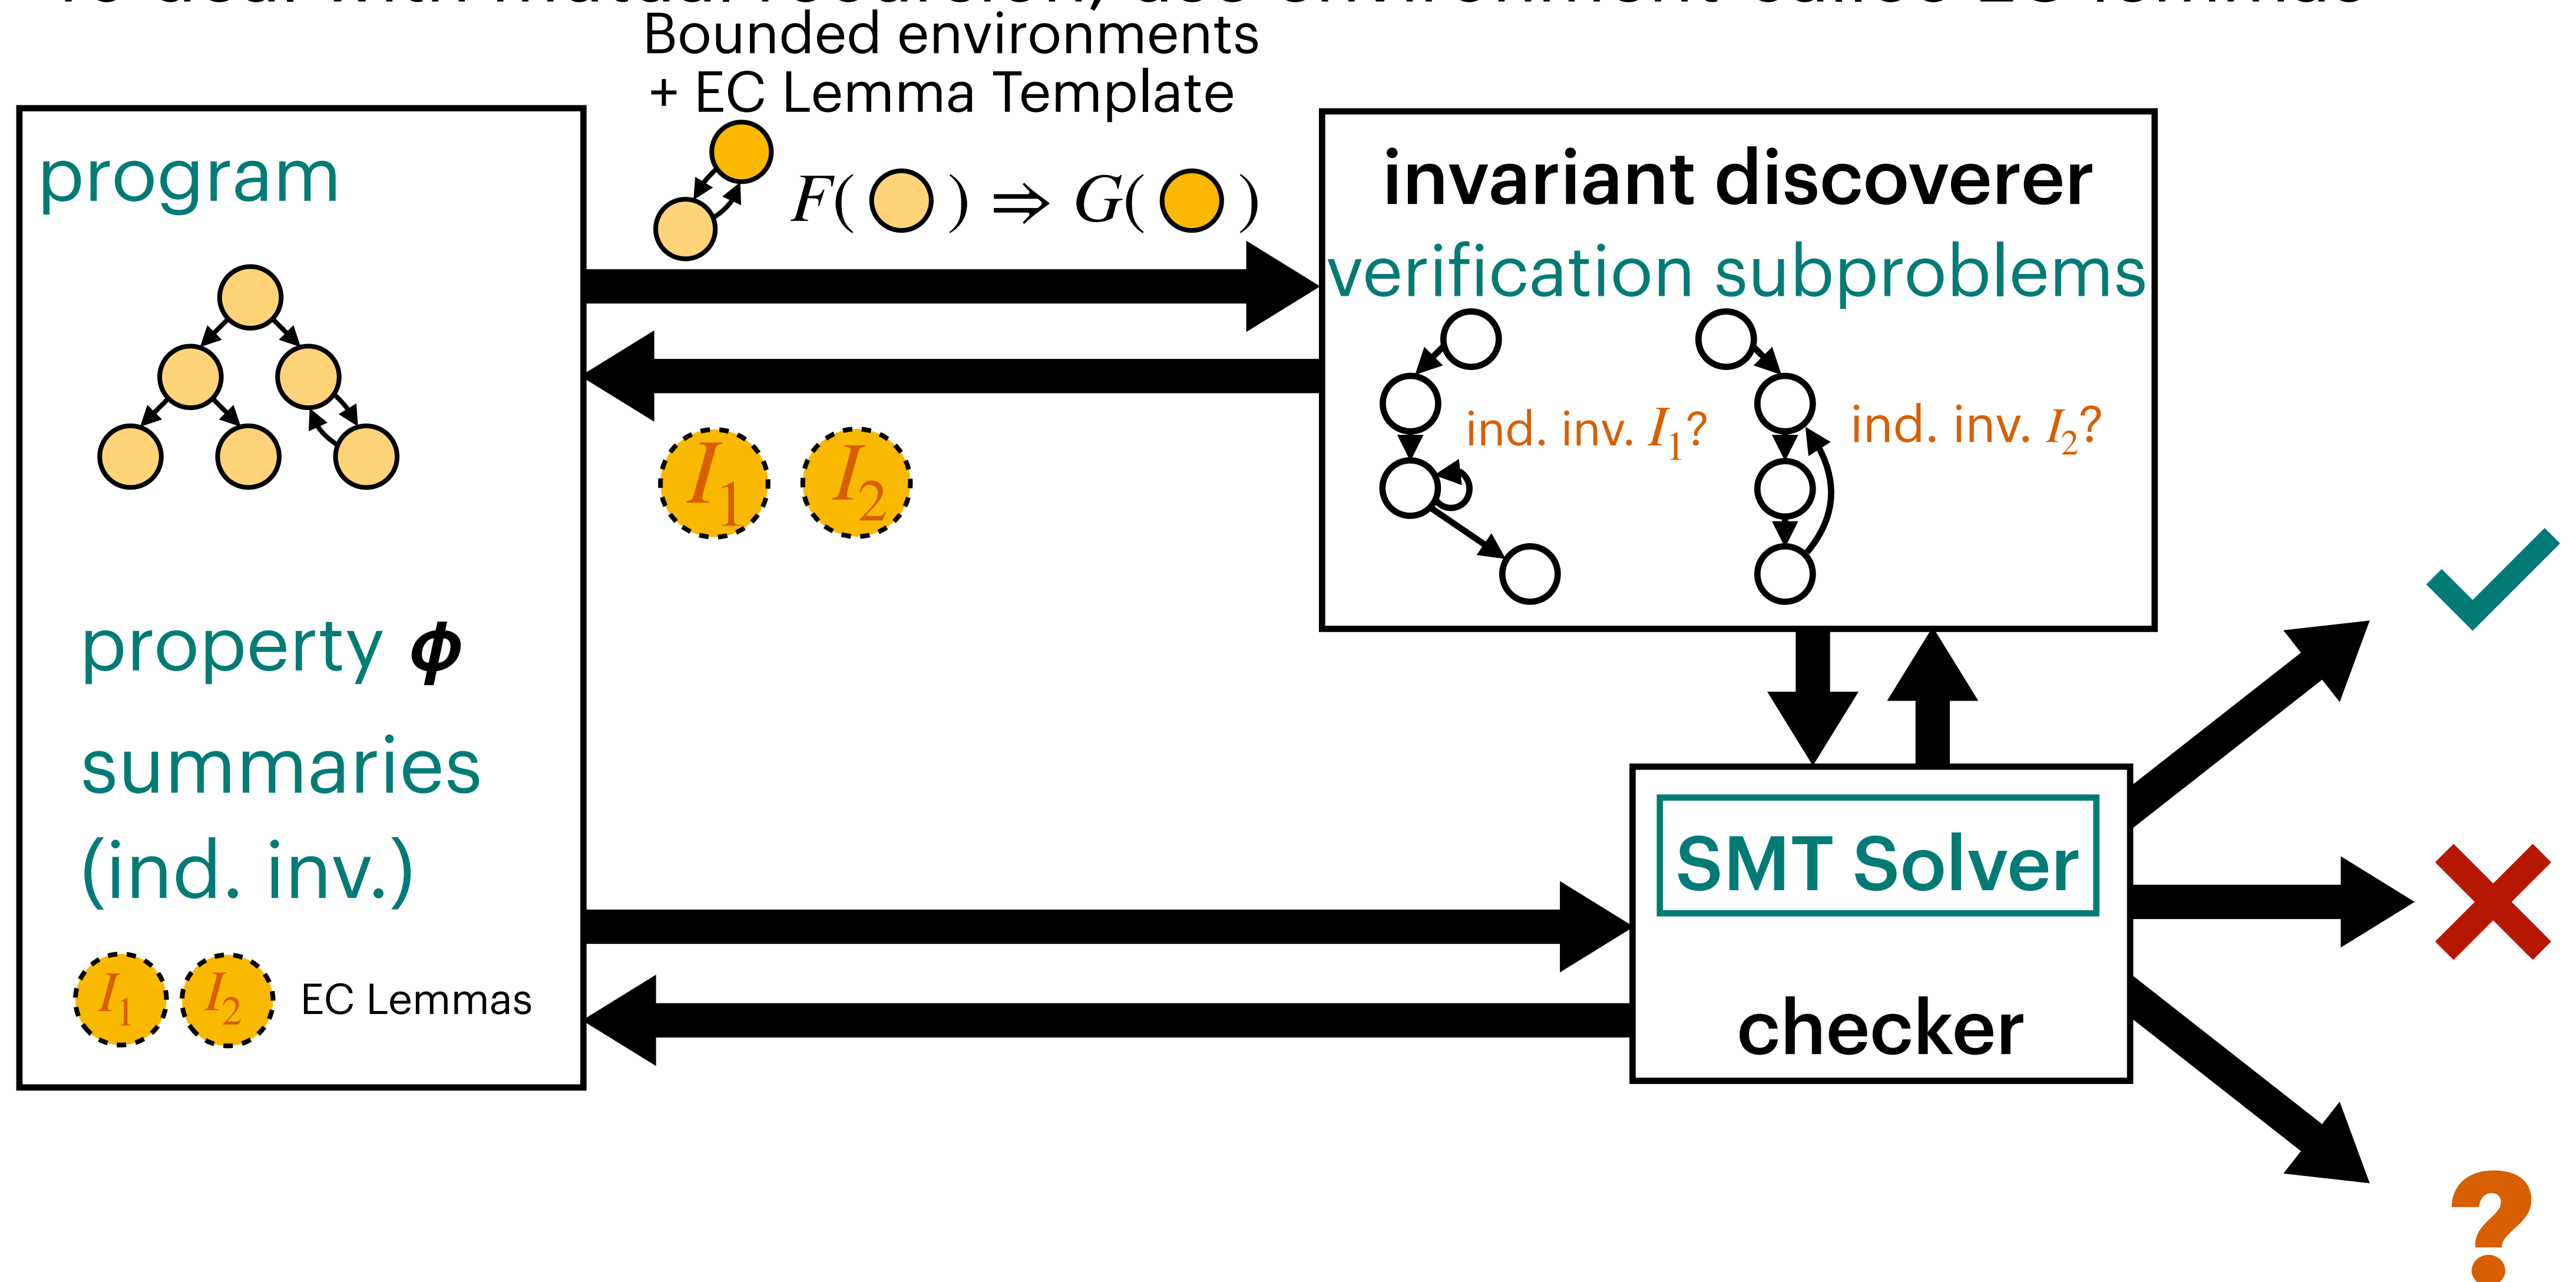 Bounded environments
+ EC Lemma Template
program
F( ) ⇒ G( )
invariant discoverer
verification subproblems
ind. inv. I₁?
ind. inv. I₂?
I₁ I₂
property ϕ
summaries
(ind. inv.)
I₁ I₂ EC Lemmas
SMT Solver
checker
?